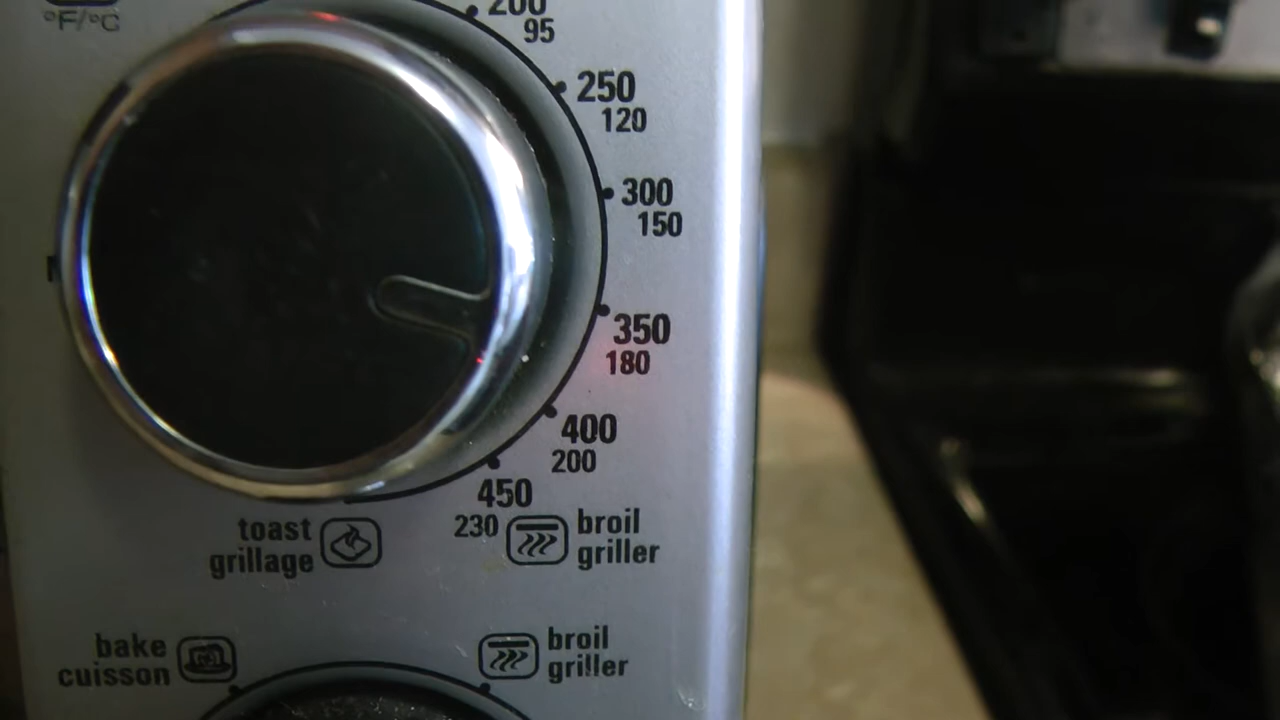 °F/°C
200
95
250
120
300
150
350
180
400
200
450
230
toast
grillage
broil
griller
bake
cuisson
broil
griller